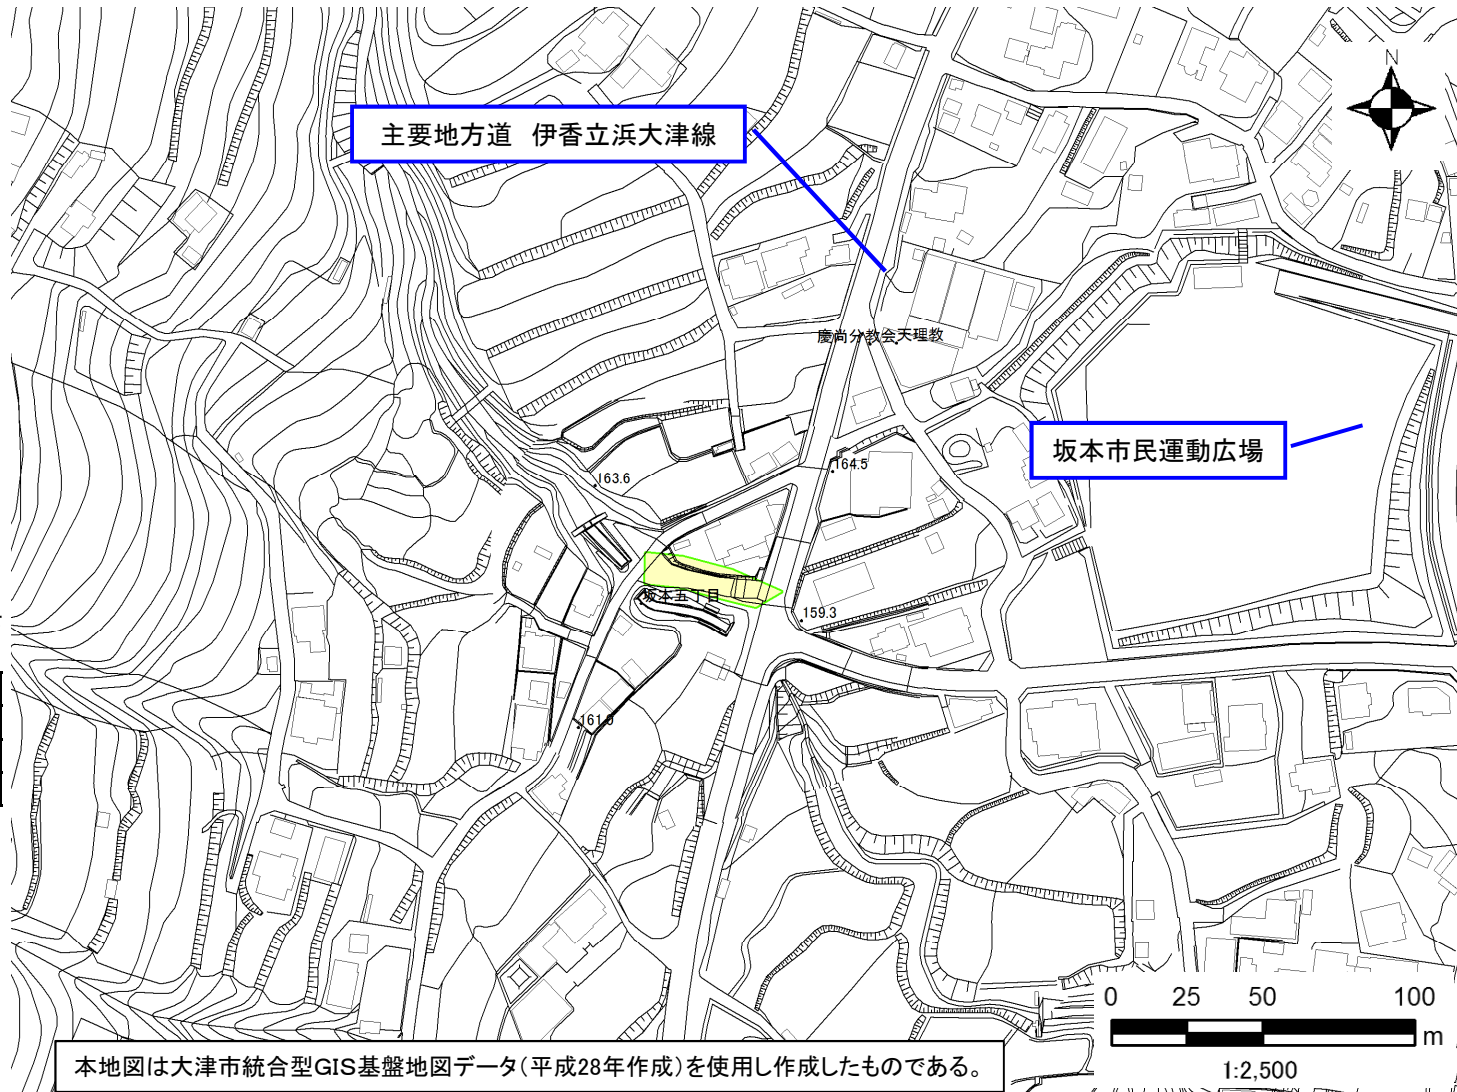 N
主要地方道　伊香立浜大津線
慶尚分教会天理教
坂本市民運動広場
164.5
163.6
坂本五丁目
159.3
161.9
0 25 50 100
m
1:2,500
本地図は大津市統合型GIS基盤地図データ（平成28年作成）を使用し作成したものである。